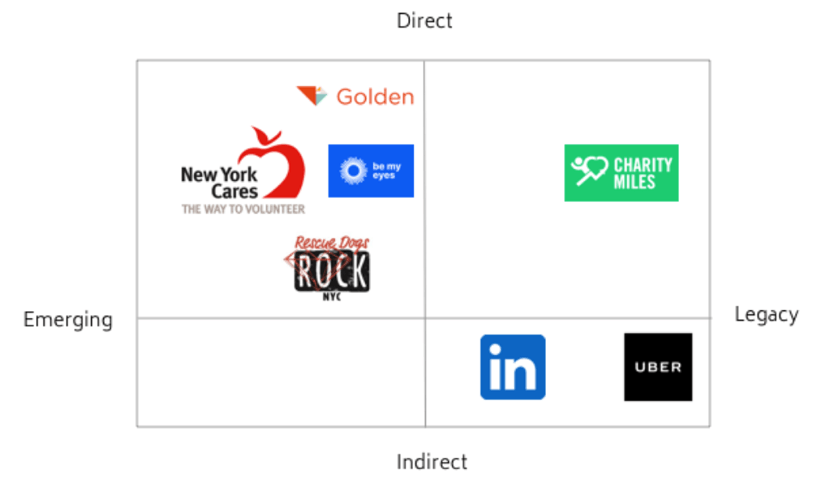 Direct
Golden
New York
Cares
THE WAY TO VOLUNTEER
be my
eyes
CHARITY
MILES
Rescue Dogs
ROCK
NYC
Emerging
Legacy
in
UBER
Indirect